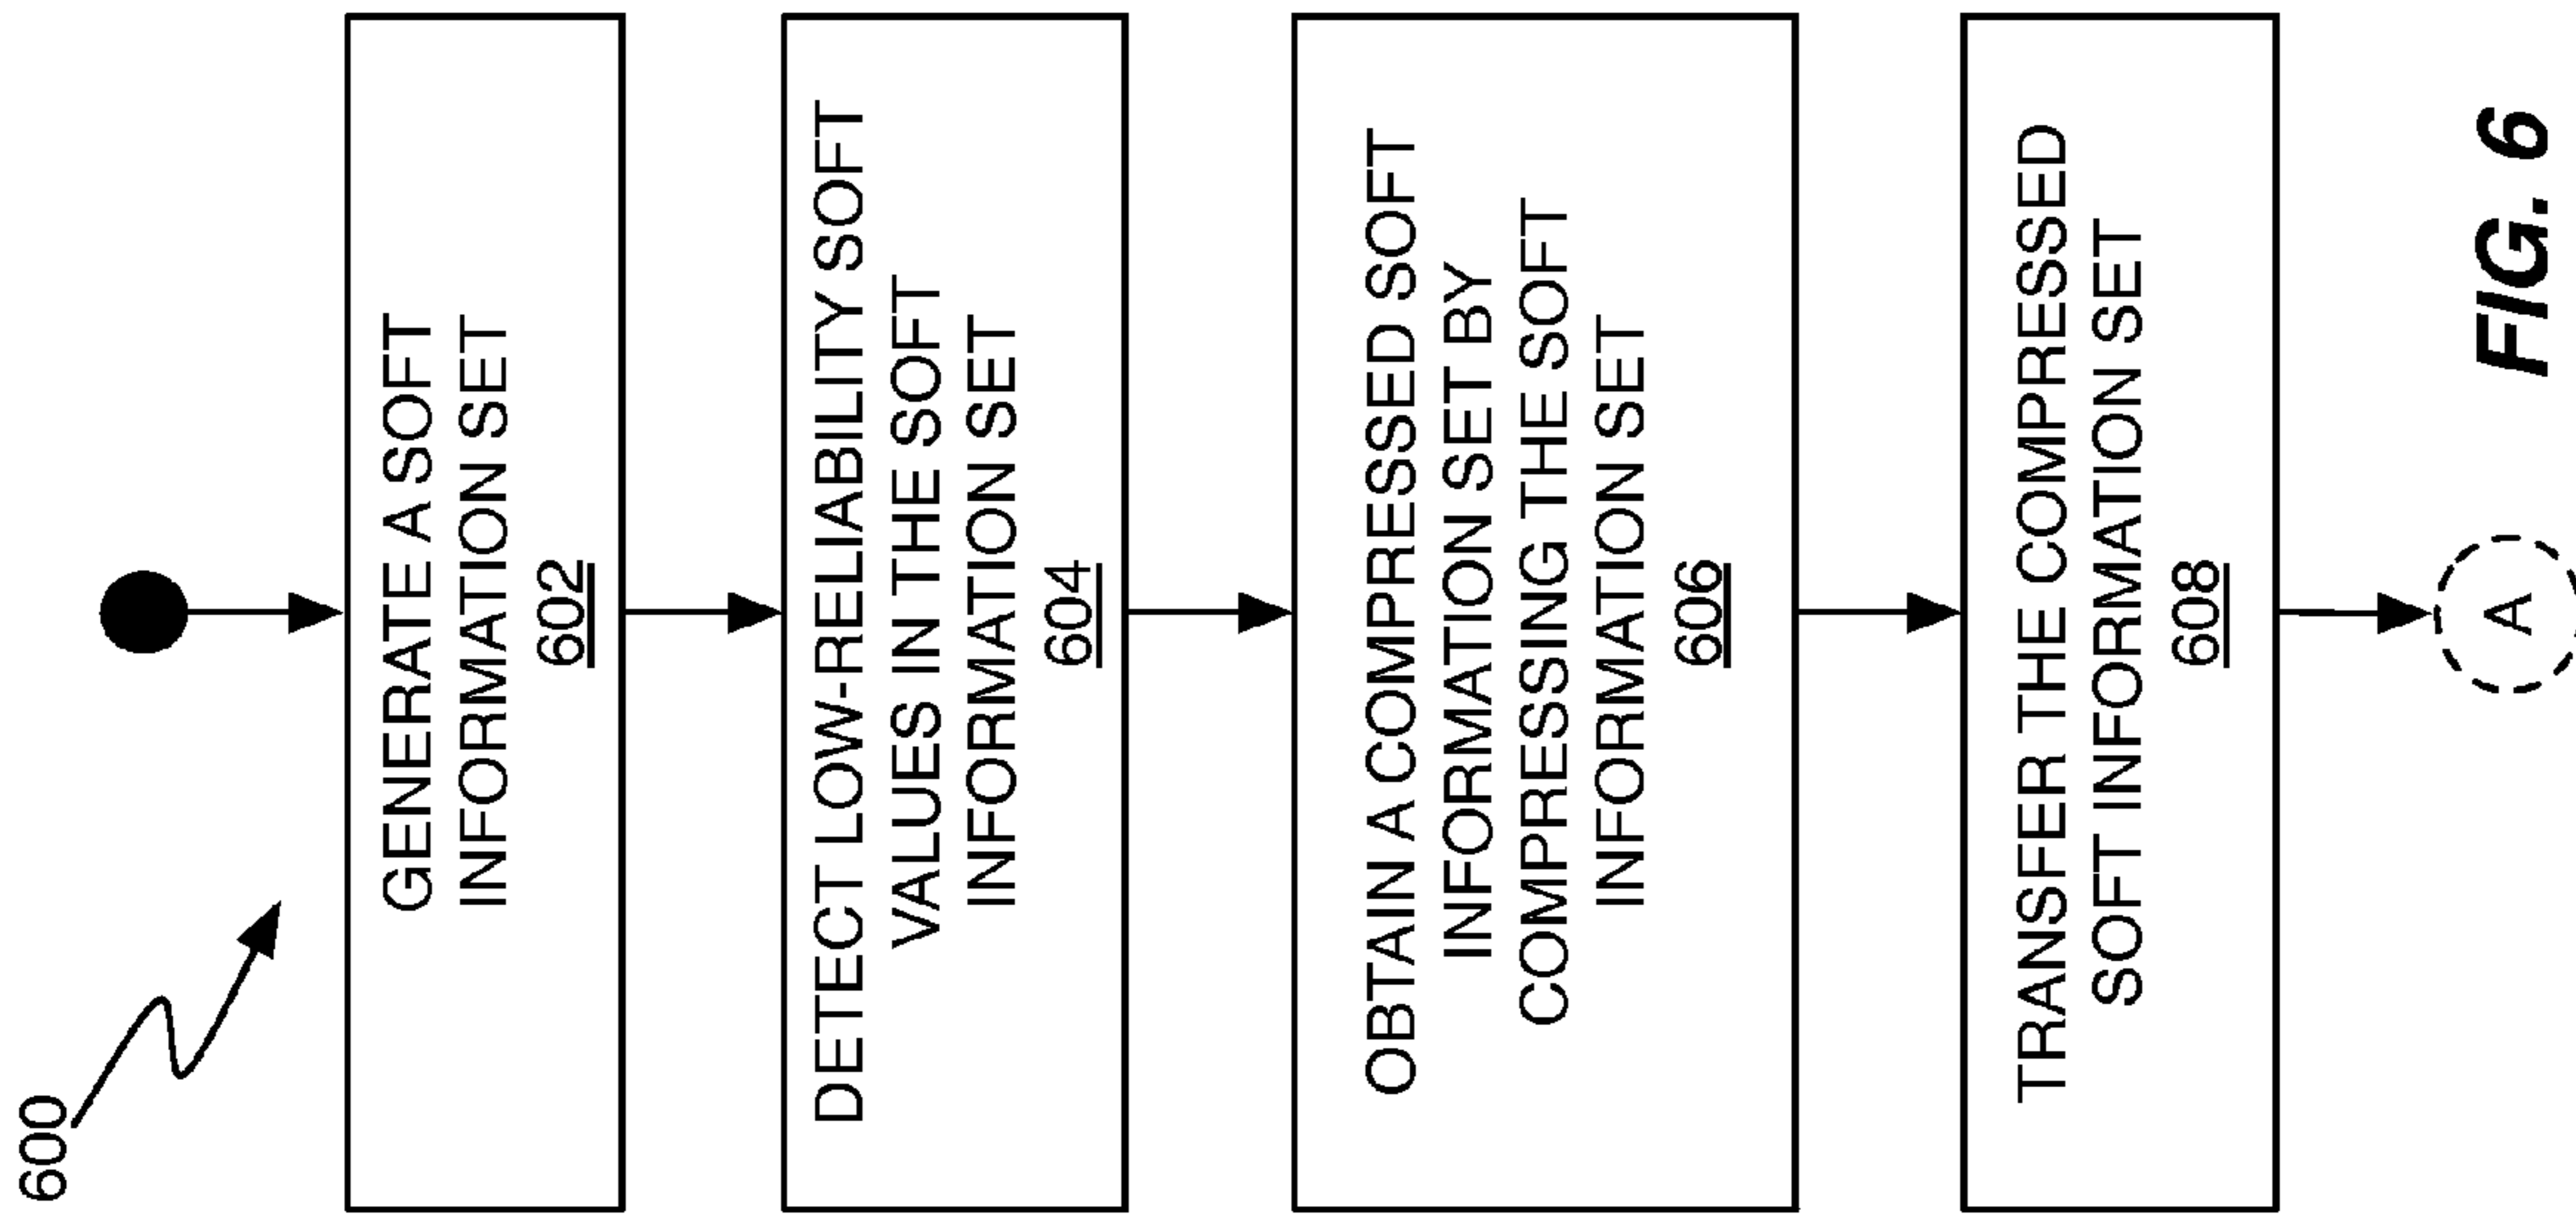 600
GENERATE A SOFT
INFORMATION SET
602
DETECT LOW-RELIABILITY SOFT
VALUES IN THE SOFT
INFORMATION SET
604
OBTAIN A COMPRESSED SOFT
INFORMATION SET BY
COMPRESSING THE SOFT
INFORMATION SET
606
TRANSFER THE COMPRESSED
SOFT INFORMATION SET
608
A
FIG. 6